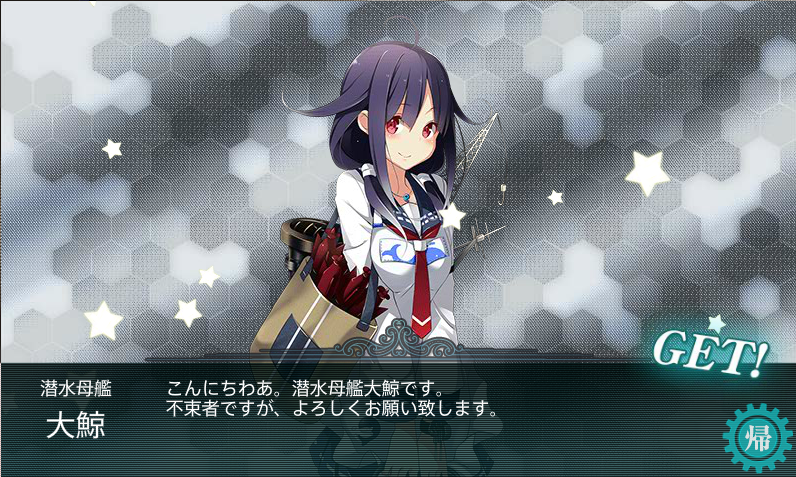 GET!
潜水母艦
大鯨
こんにちわあ。潜水母艦大鯨です。
不束者ですが、よろしくお願い致します。
帰